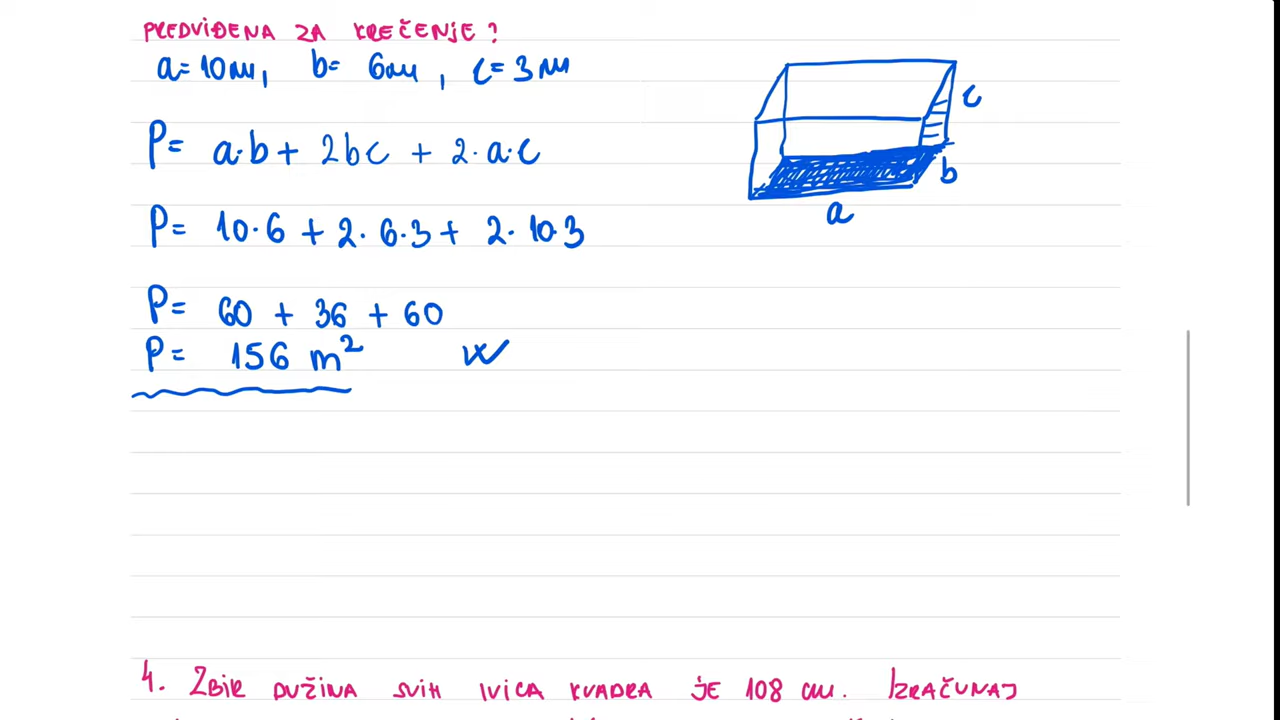 PREDVIĐENA ZA KREČENJE?
a=10m, b= 6m, c=3m
c
P= a·b+ 2bc + 2·a·c
b
a
P= 10·6 + 2·6·3+ 2·10·3
P= 60 + 36 + 60
P= 156 m²
4. ZBIR DUŽINA SVIH IVICA KVADRA JE 108 cm. IZRAČUNAJ